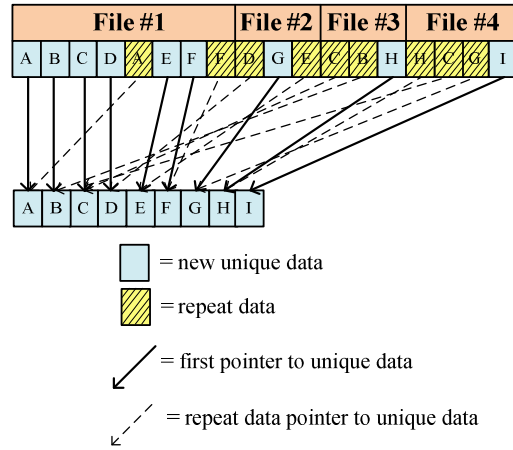 File #1 File #2 File #3 File #4
A B C D A E F F D G E C B H H C G I
A B C D E F G H I
= new unique data
= repeat data
= first pointer to unique data
= repeat data pointer to unique data